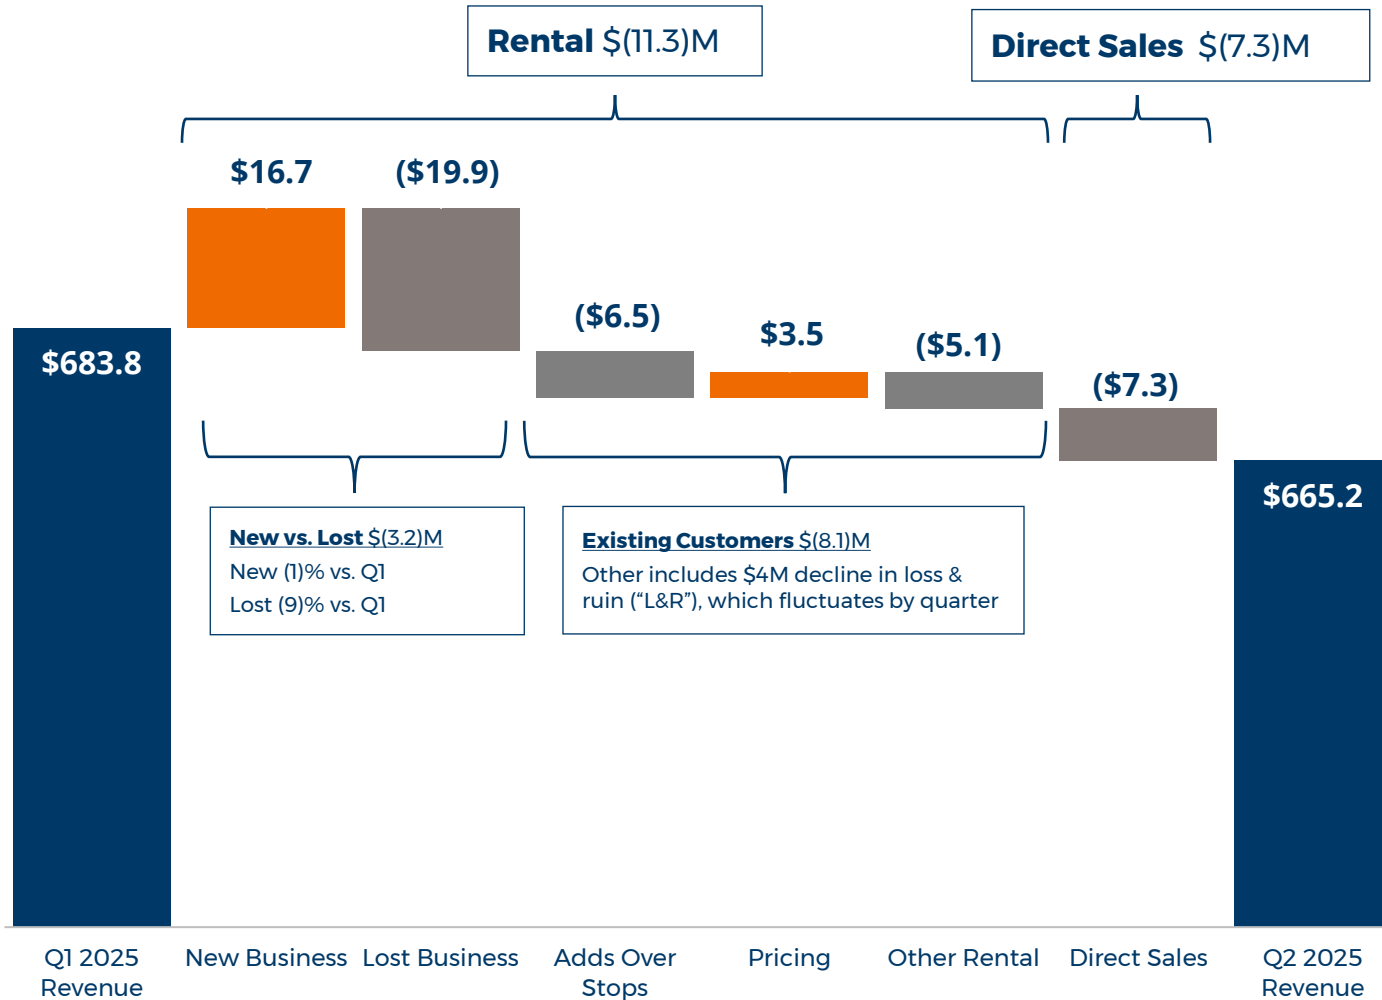 Rental $(11.3)M
Direct Sales $(7.3)M
$16.7
($19.9)
($6.5)
$3.5
($5.1)
($7.3)
$683.8
$665.2
New vs. Lost $(3.2)M
New (1)% vs. Q1
Lost (9)% vs. Q1
Existing Customers $(8.1)M
Other includes $4M decline in loss &
ruin (“L&R”), which fluctuates by quarter
Q1 2025
Revenue
New Business
Lost Business
Adds Over
Stops
Pricing
Other Rental
Direct Sales
Q2 2025
Revenue